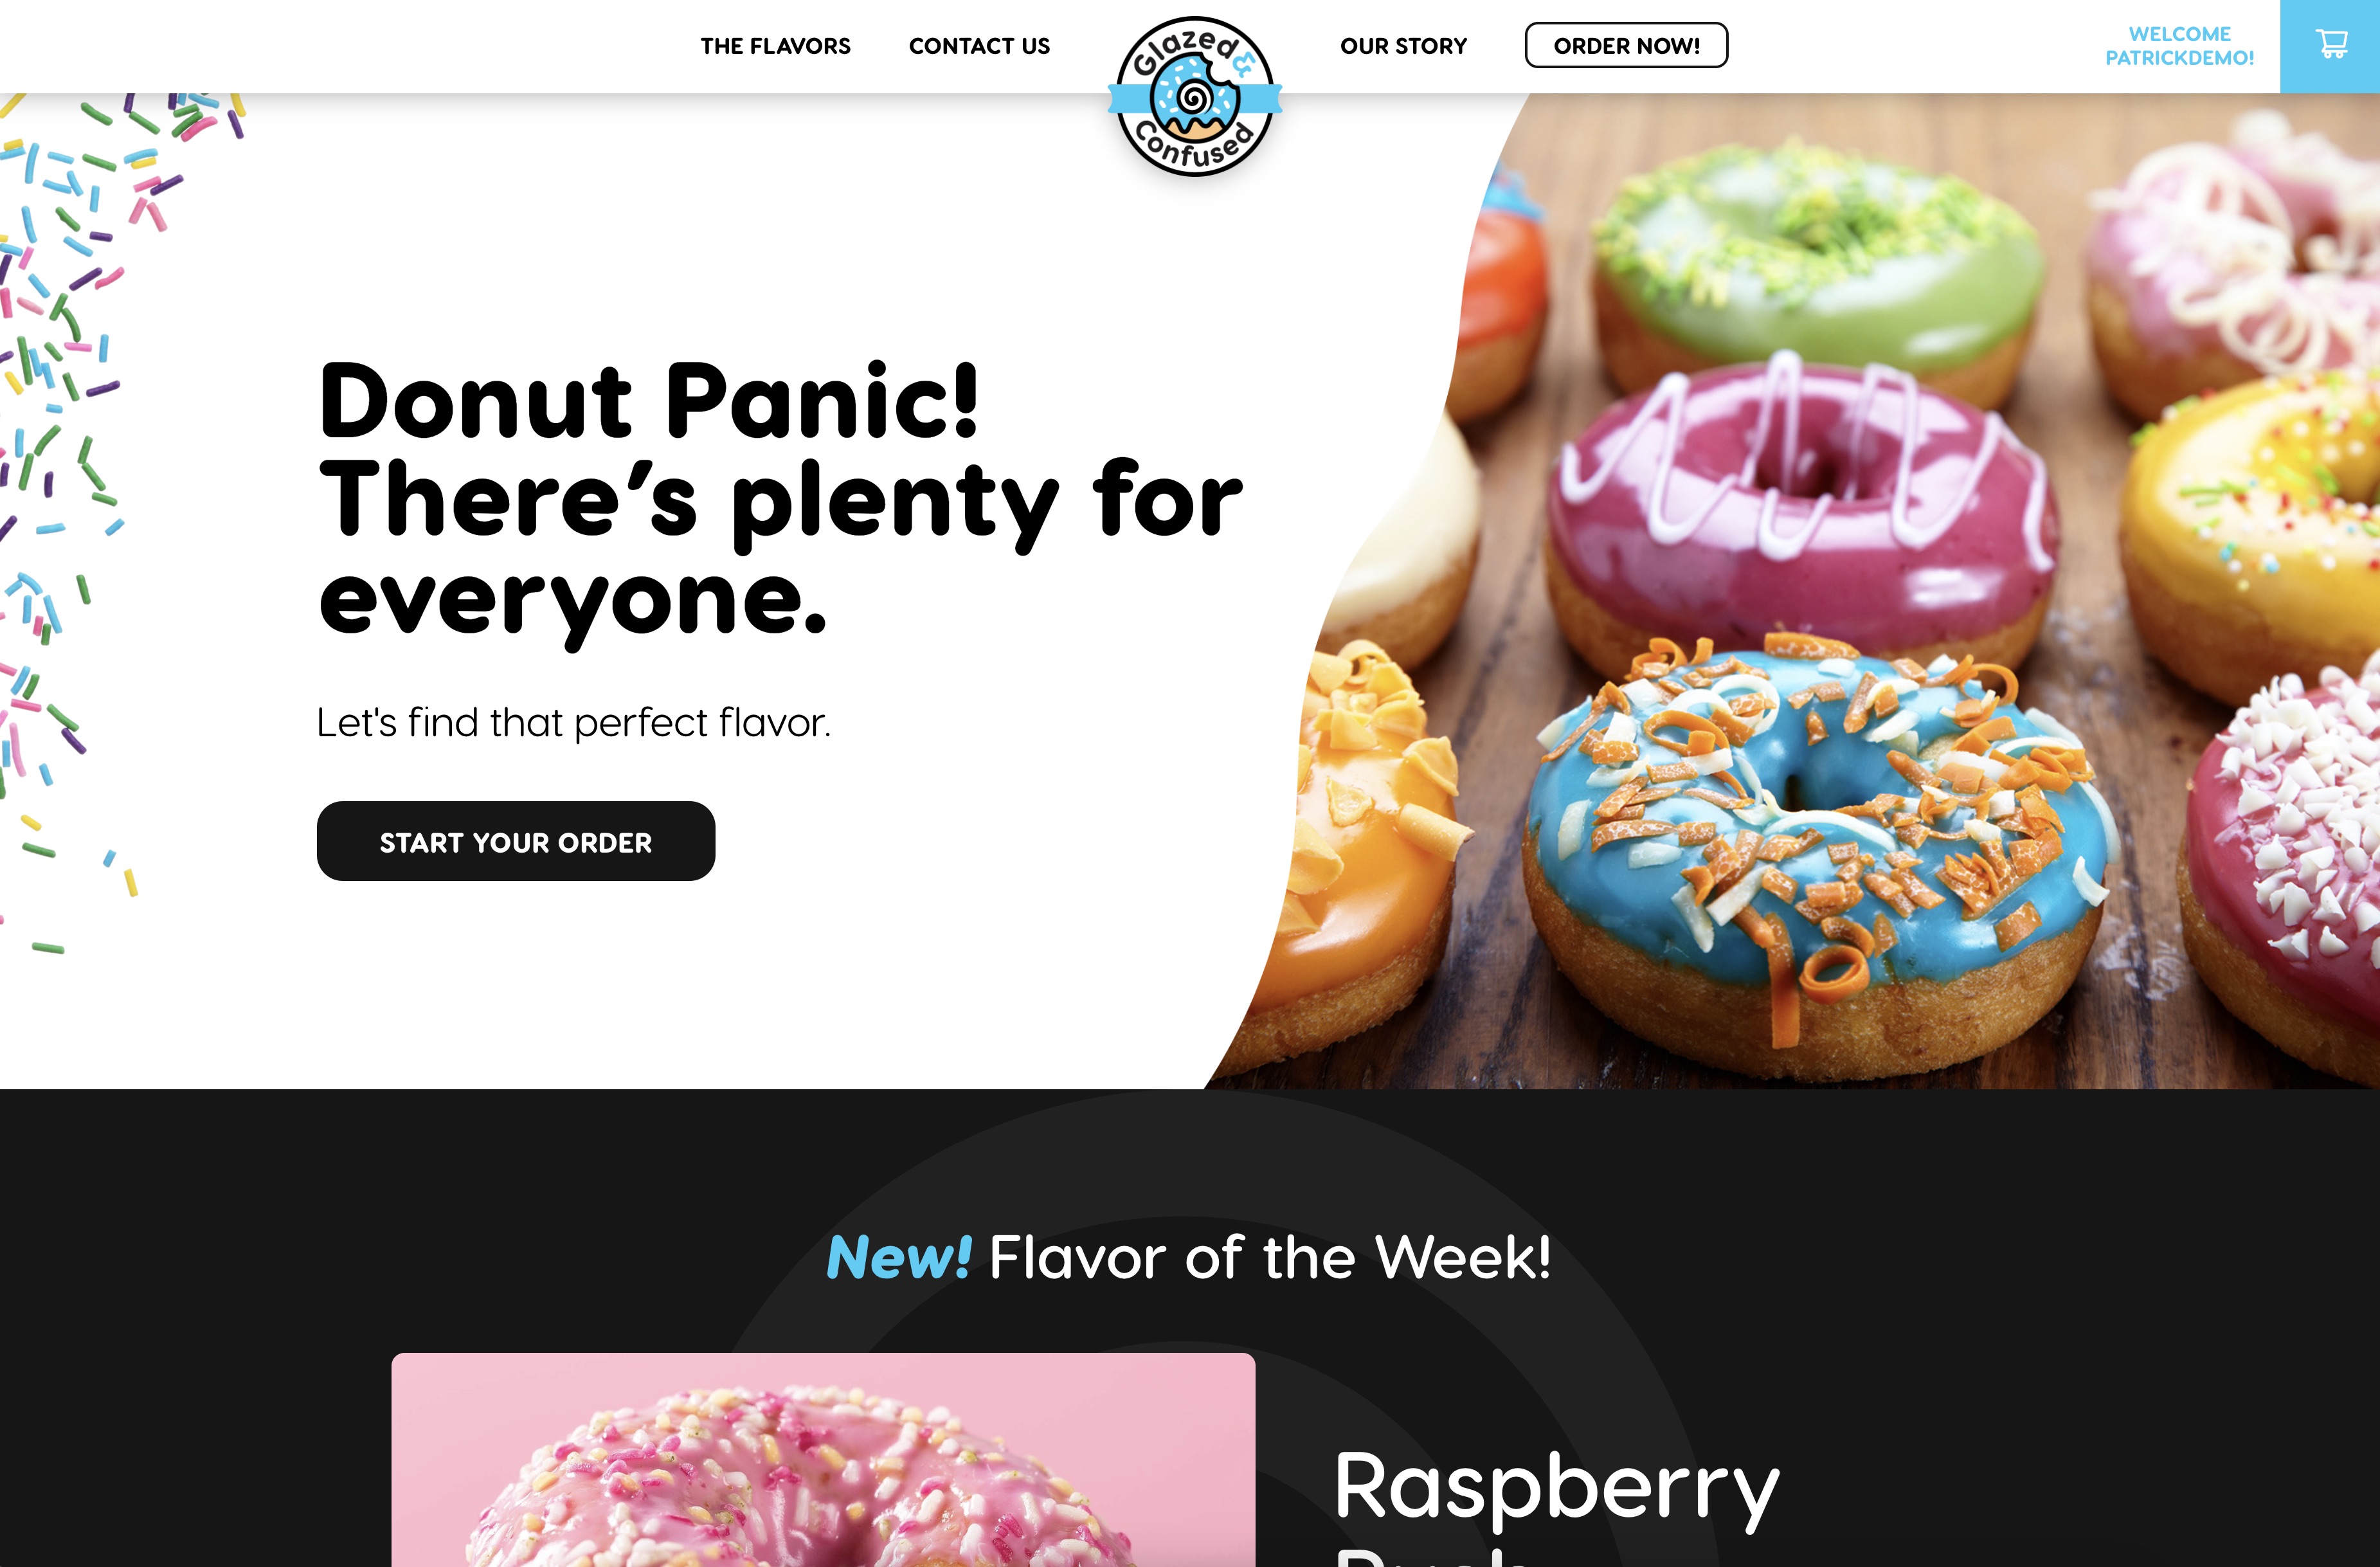 THE FLAVORS
CONTACT US
Glazed &
Confused
OUR STORY
ORDER NOW!
WELCOME
PATRICKDEMO!
Donut Panic!
There’s plenty for
everyone.
Let's find that perfect flavor.
START YOUR ORDER
New! Flavor of the Week!
Raspberry